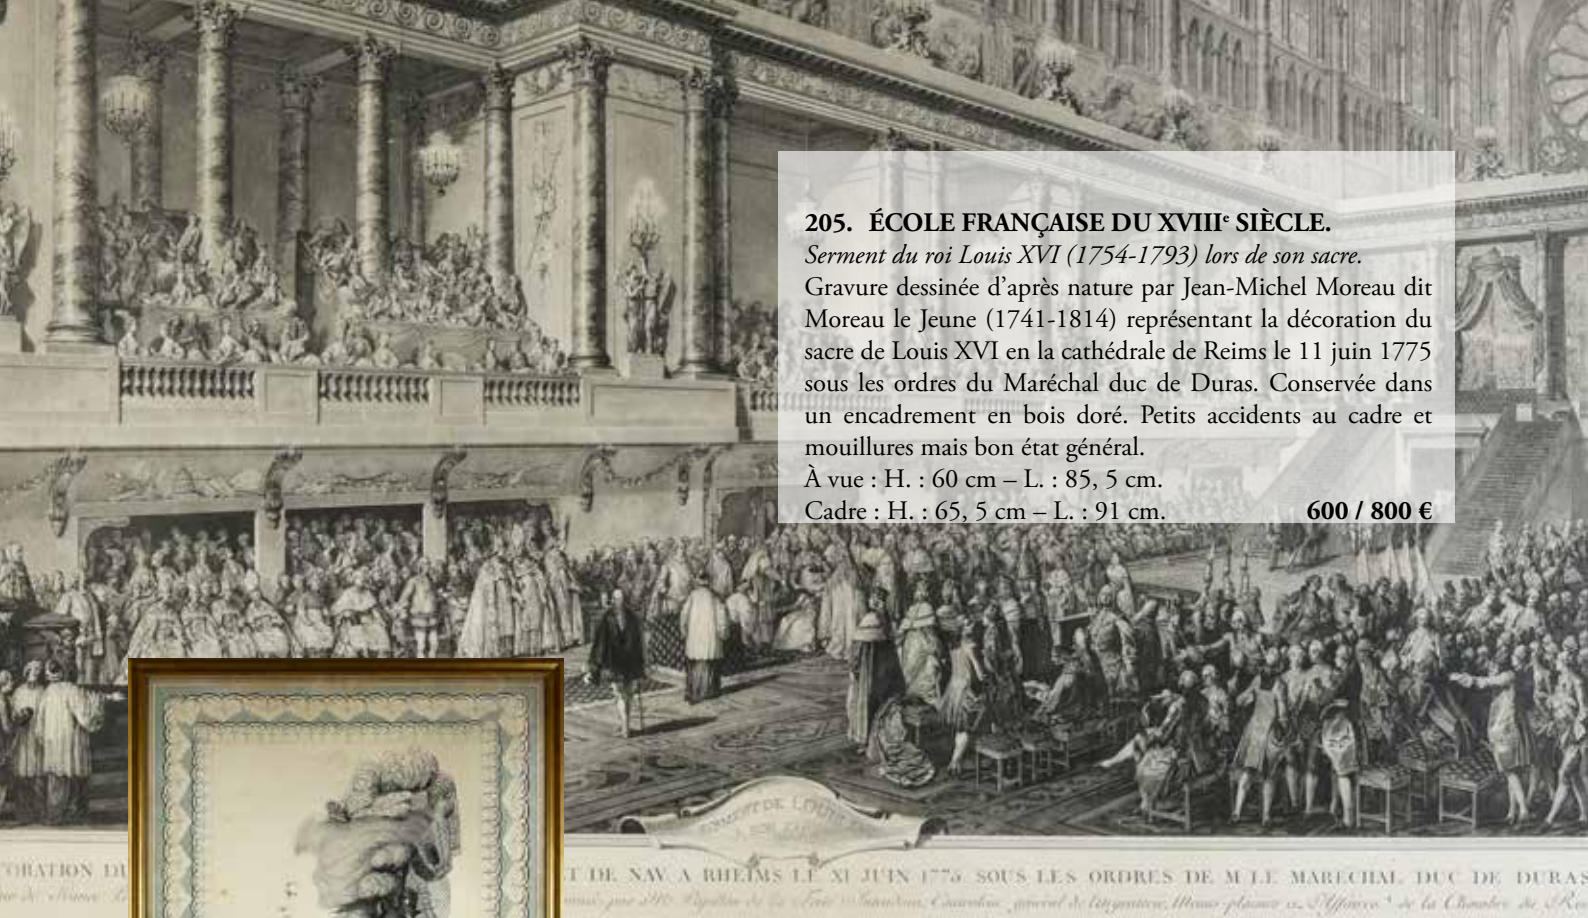 205. ÉCOLE FRANÇAISE DU XVIIIᵉ SIÈCLE.
Serment du roi Louis XVI (1754-1793) lors de son sacre.
Gravure dessinée d’après nature par Jean-Michel Moreau dit
Moreau le Jeune (1741-1814) représentant la décoration du
sacre de Louis XVI en la cathédrale de Reims le 11 juin 1775
sous les ordres du Maréchal duc de Duras. Conservée dans
un encadrement en bois doré. Petits accidents au cadre et
mouillures mais bon état général.
À vue : H. : 60 cm – L. : 85, 5 cm.
Cadre : H. : 65, 5 cm – L. : 91 cm. 600 / 800 €
DE LOUIS
DE NAV A RHEIMS LE XI JUIN 1775 SOUS LES ORDRES DE M LE MARECHAL DUC DE DURAS